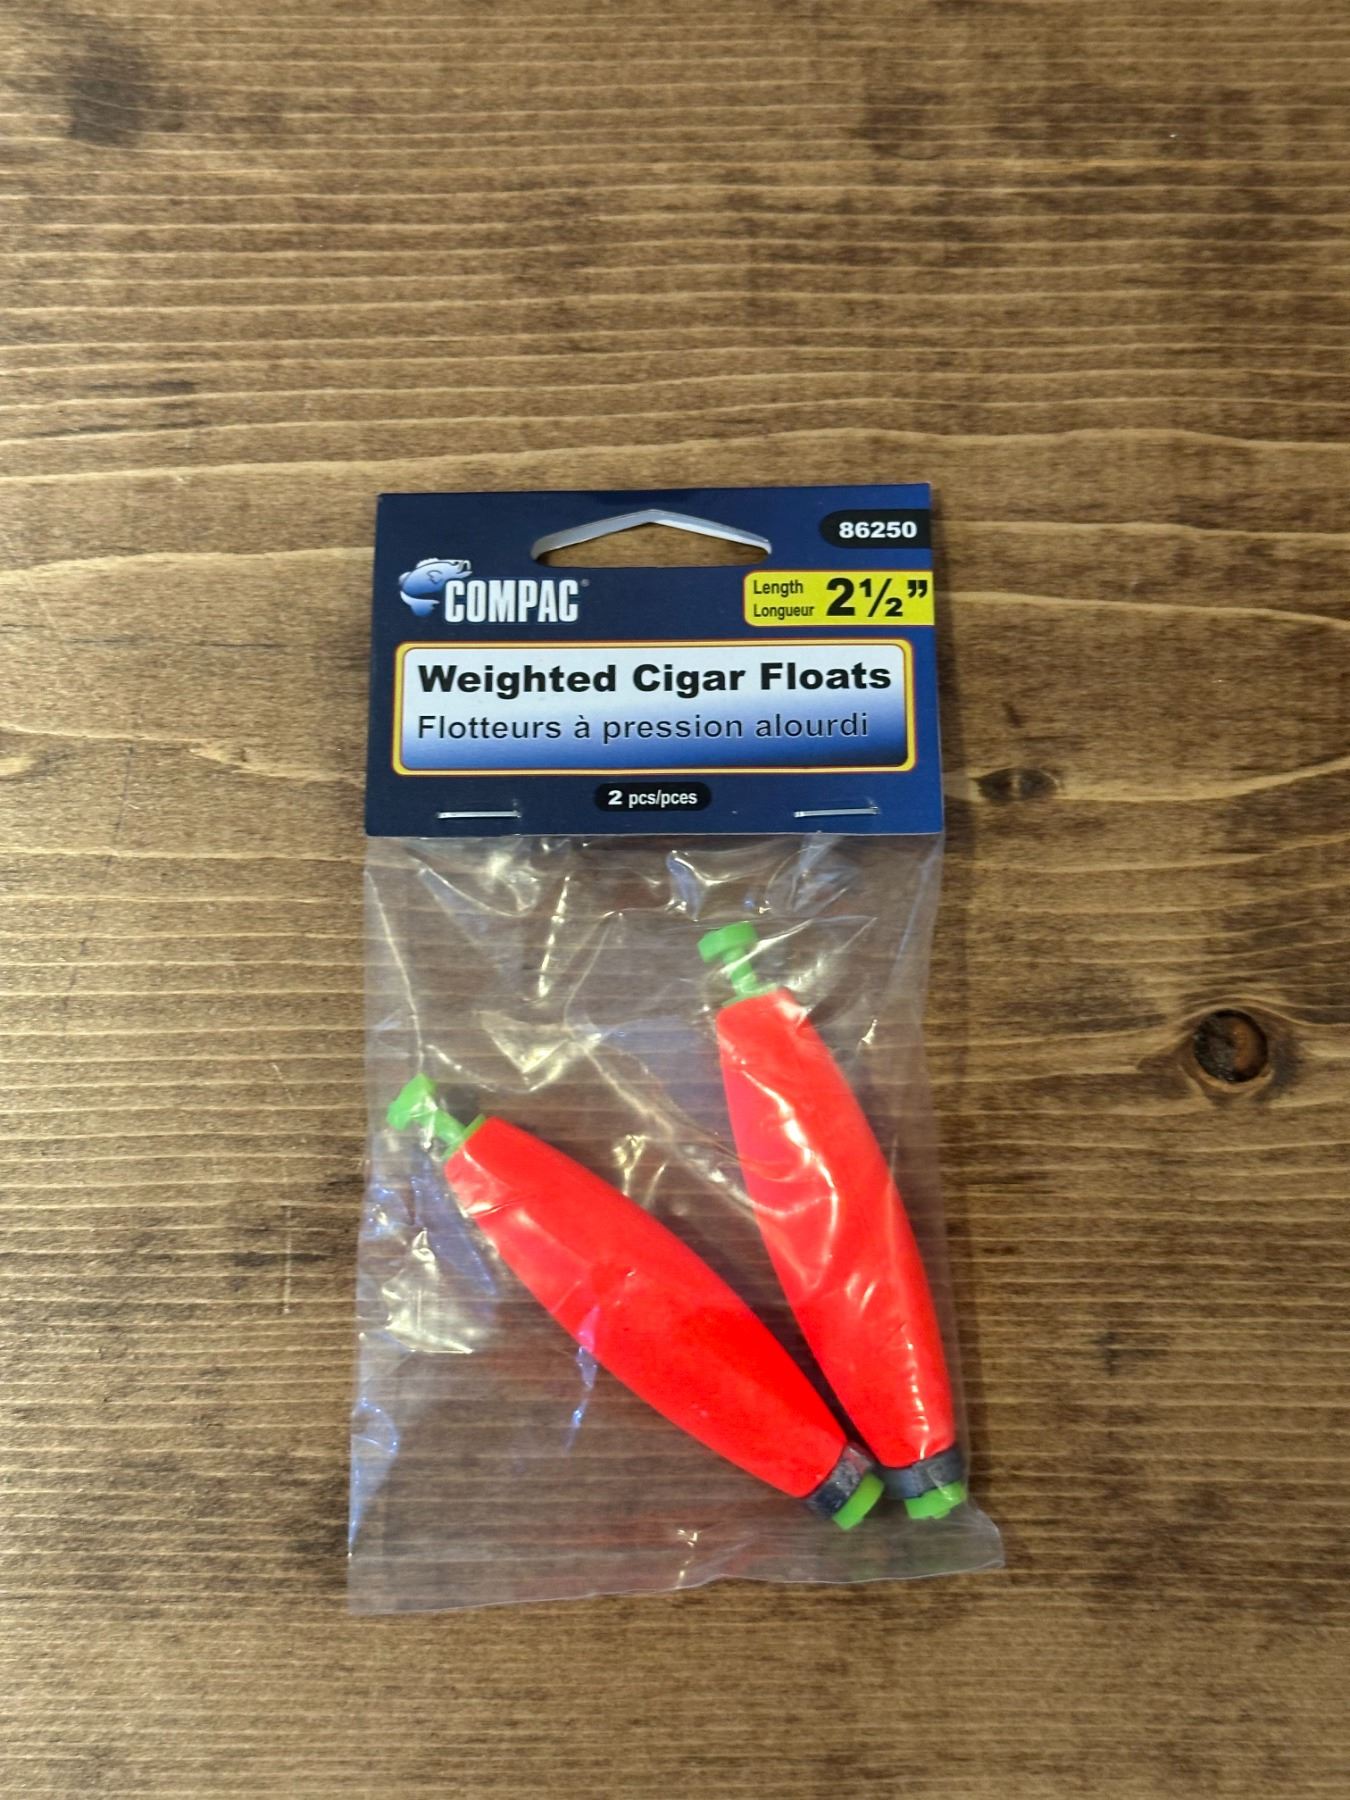 86250
COMPAC®
Length
Longueur
2½”
Weighted Cigar Floats
Flotteurs à pression alourdi
2 pcs/pces